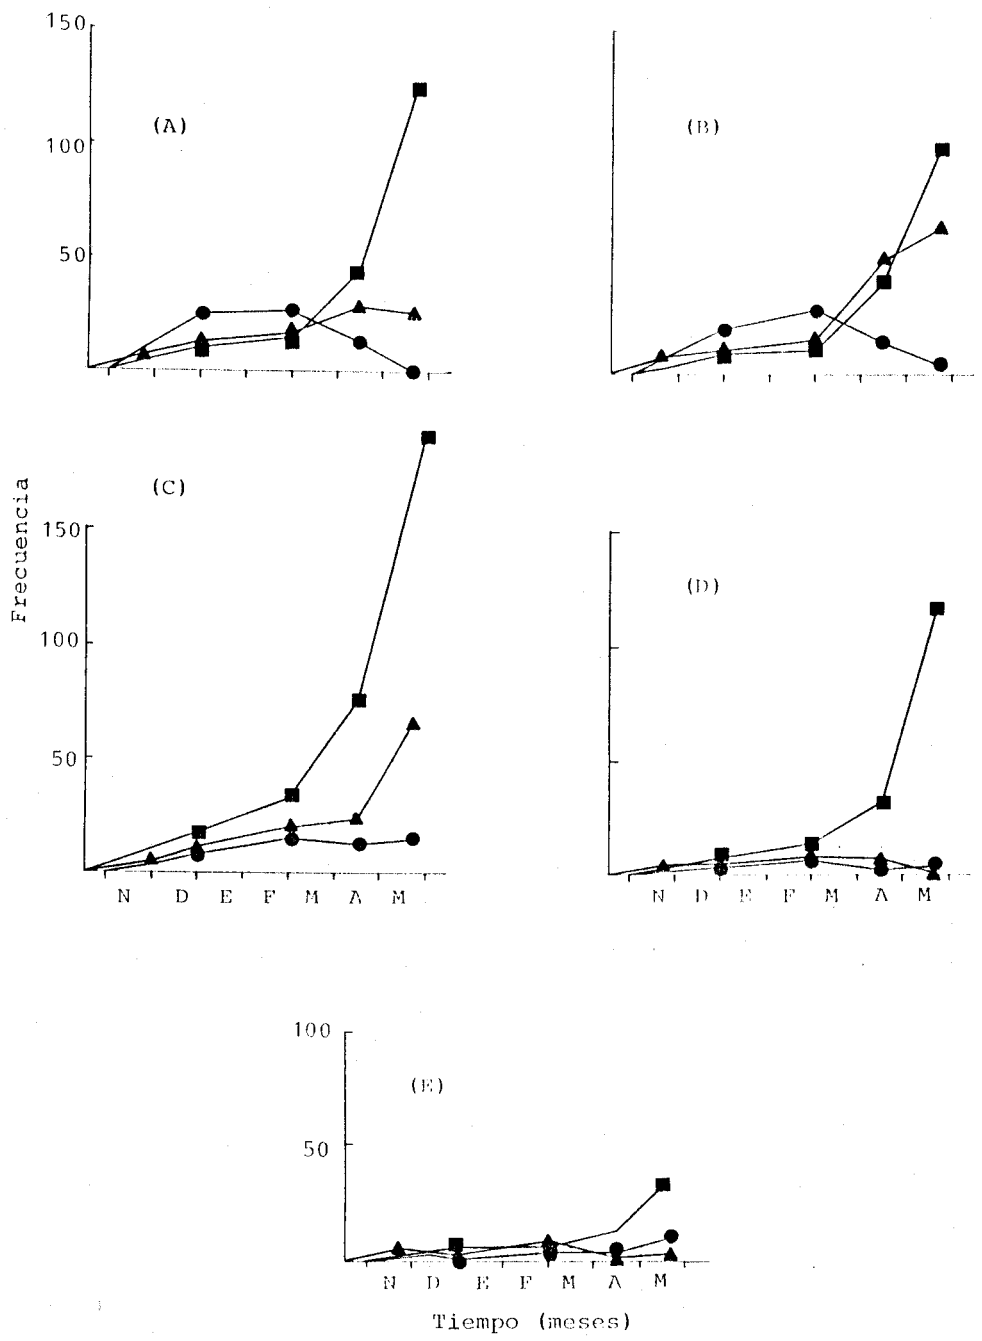 150
100
50
(A)
(B)
(C)
Frecuencia
150
100
50
N D E F M A M
(D)
N D E F M A M
100
50
(E)
N D E F M A M
Tiempo (meses)